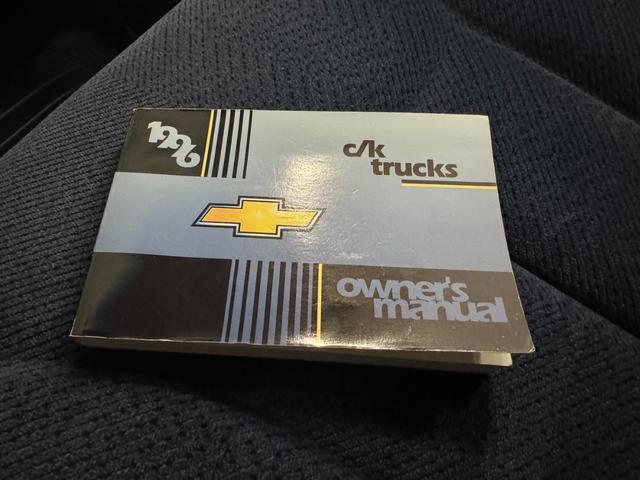 1996
c/k
trucks
owner's
manual